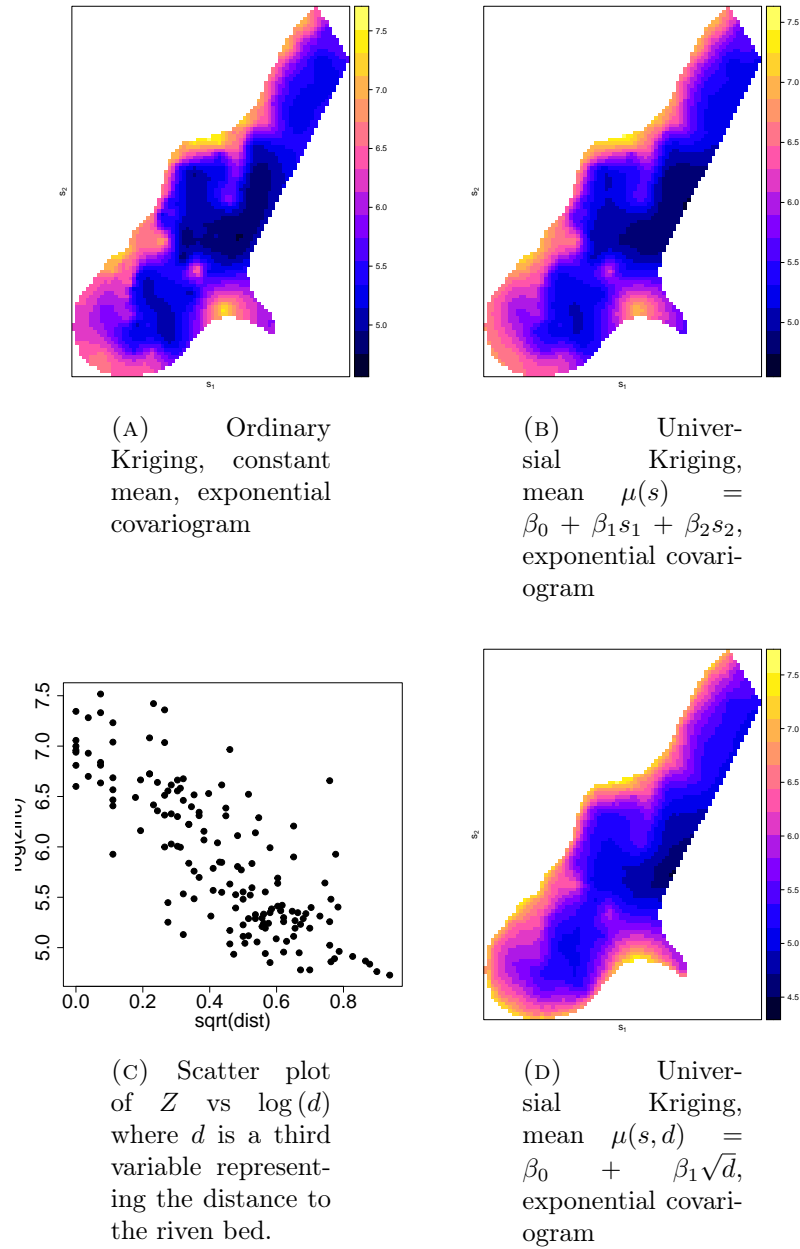 7.5
7.0
6.5
6.0
5.5
5.0
s2
s1
7.5
7.0
6.5
6.0
5.5
5.0
s2
s1
(A) Ordinary
Kriging, constant
mean, exponential
covariogram
(B) Univer-
sial Kriging,
mean μ(s) =
β0 + β1s1 + β2s2,
exponential covari-
ogram
7.5
7.0
6.5
6.0
5.5
5.0
log(zinc)
0.0 0.2 0.4 0.6 0.8
sqrt(dist)
7.5
7.0
6.5
6.0
5.5
5.0
4.5
s2
s1
(C) Scatter plot
of Z vs log (d)
where d is a third
variable represent-
ing the distance to
the riven bed.
(D) Univer-
sial Kriging,
mean μ(s, d) =
β0 + β1√d,
exponential covari-
ogram